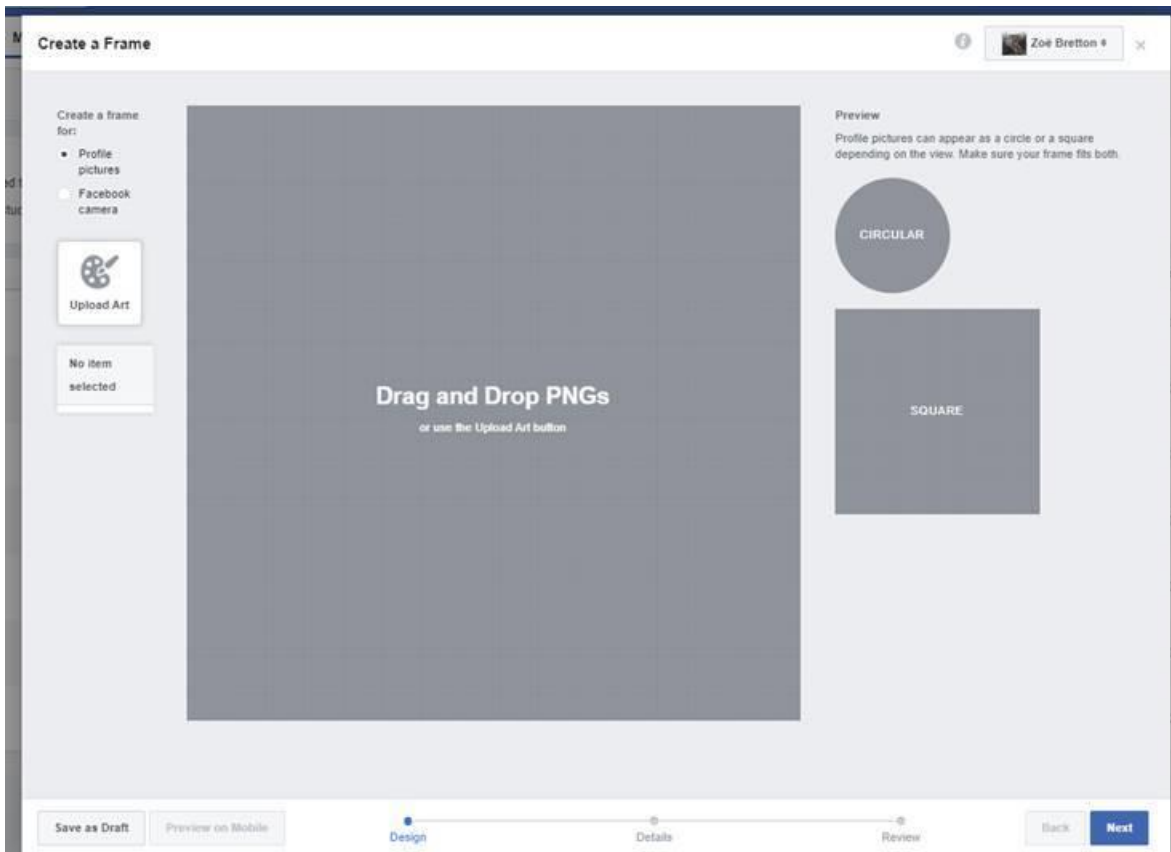 M
Create a Frame
Zoë Bretton
Create a frame
for:
Profile
pictures
Facebook
camera
Upload Art
No item
selected
Drag and Drop PNGs
or use the Upload Art button
Preview
Profile pictures can appear as a circle or a square
depending on the view. Make sure your frame fits both.
CIRCULAR
SQUARE
ed t
Save as Draft
Preview on Mobile
Design
Details
Review
Back
Next